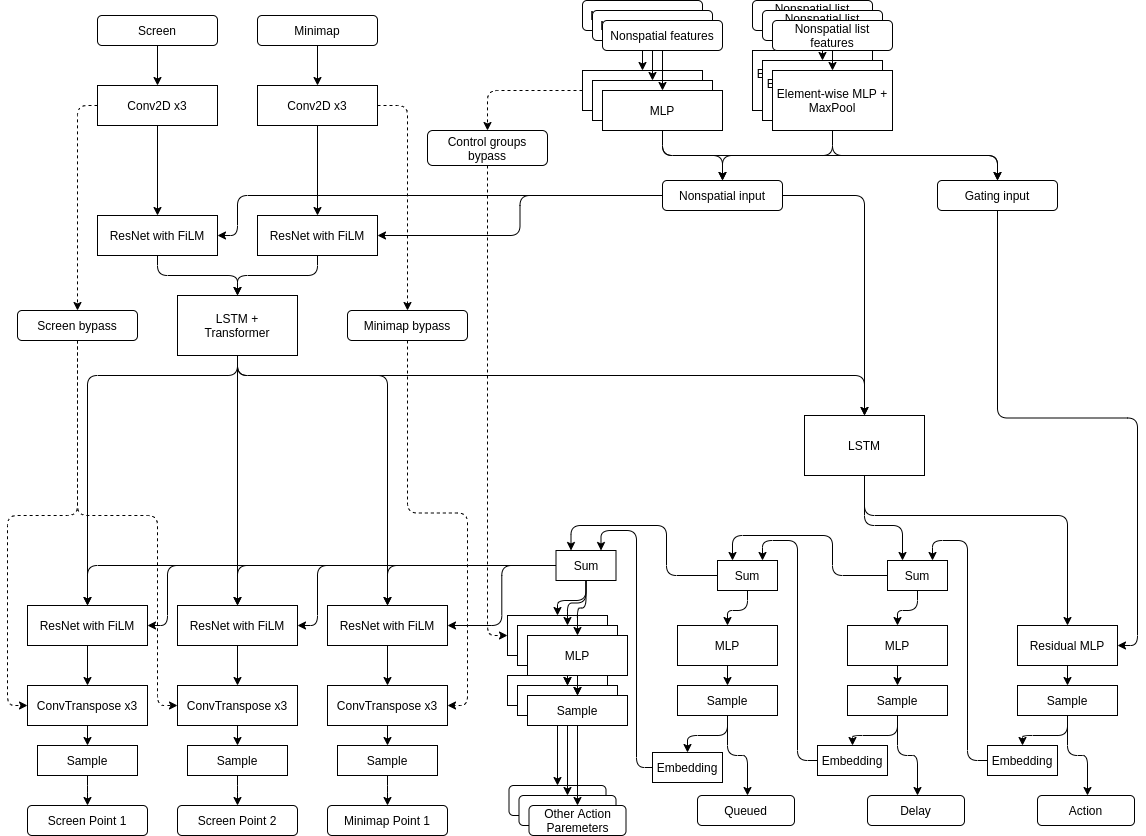 Nonspatial list
Nonspatial list
Screen
Minimap
Nonspatial features
Nonspatial list
features
Conv2D x3
Conv2D x3
MLP
Element-wise MLP +
MaxPool
Control groups
bypass
Nonspatial input
Gating input
ResNet with FiLM
ResNet with FiLM
Screen bypass
LSTM +
Transformer
Minimap bypass
LSTM
Sum
Sum
Sum
ResNet with FiLM
ResNet with FiLM
ResNet with FiLM
MLP
MLP
MLP
Residual MLP
ConvTranspose x3
ConvTranspose x3
ConvTranspose x3
Sample
Sample
Sample
Sample
Sample
Sample
Sample
Embedding
Embedding
Embedding
Screen Point 1
Screen Point 2
Minimap Point 1
Other Action
Paremeters
Queued
Delay
Action